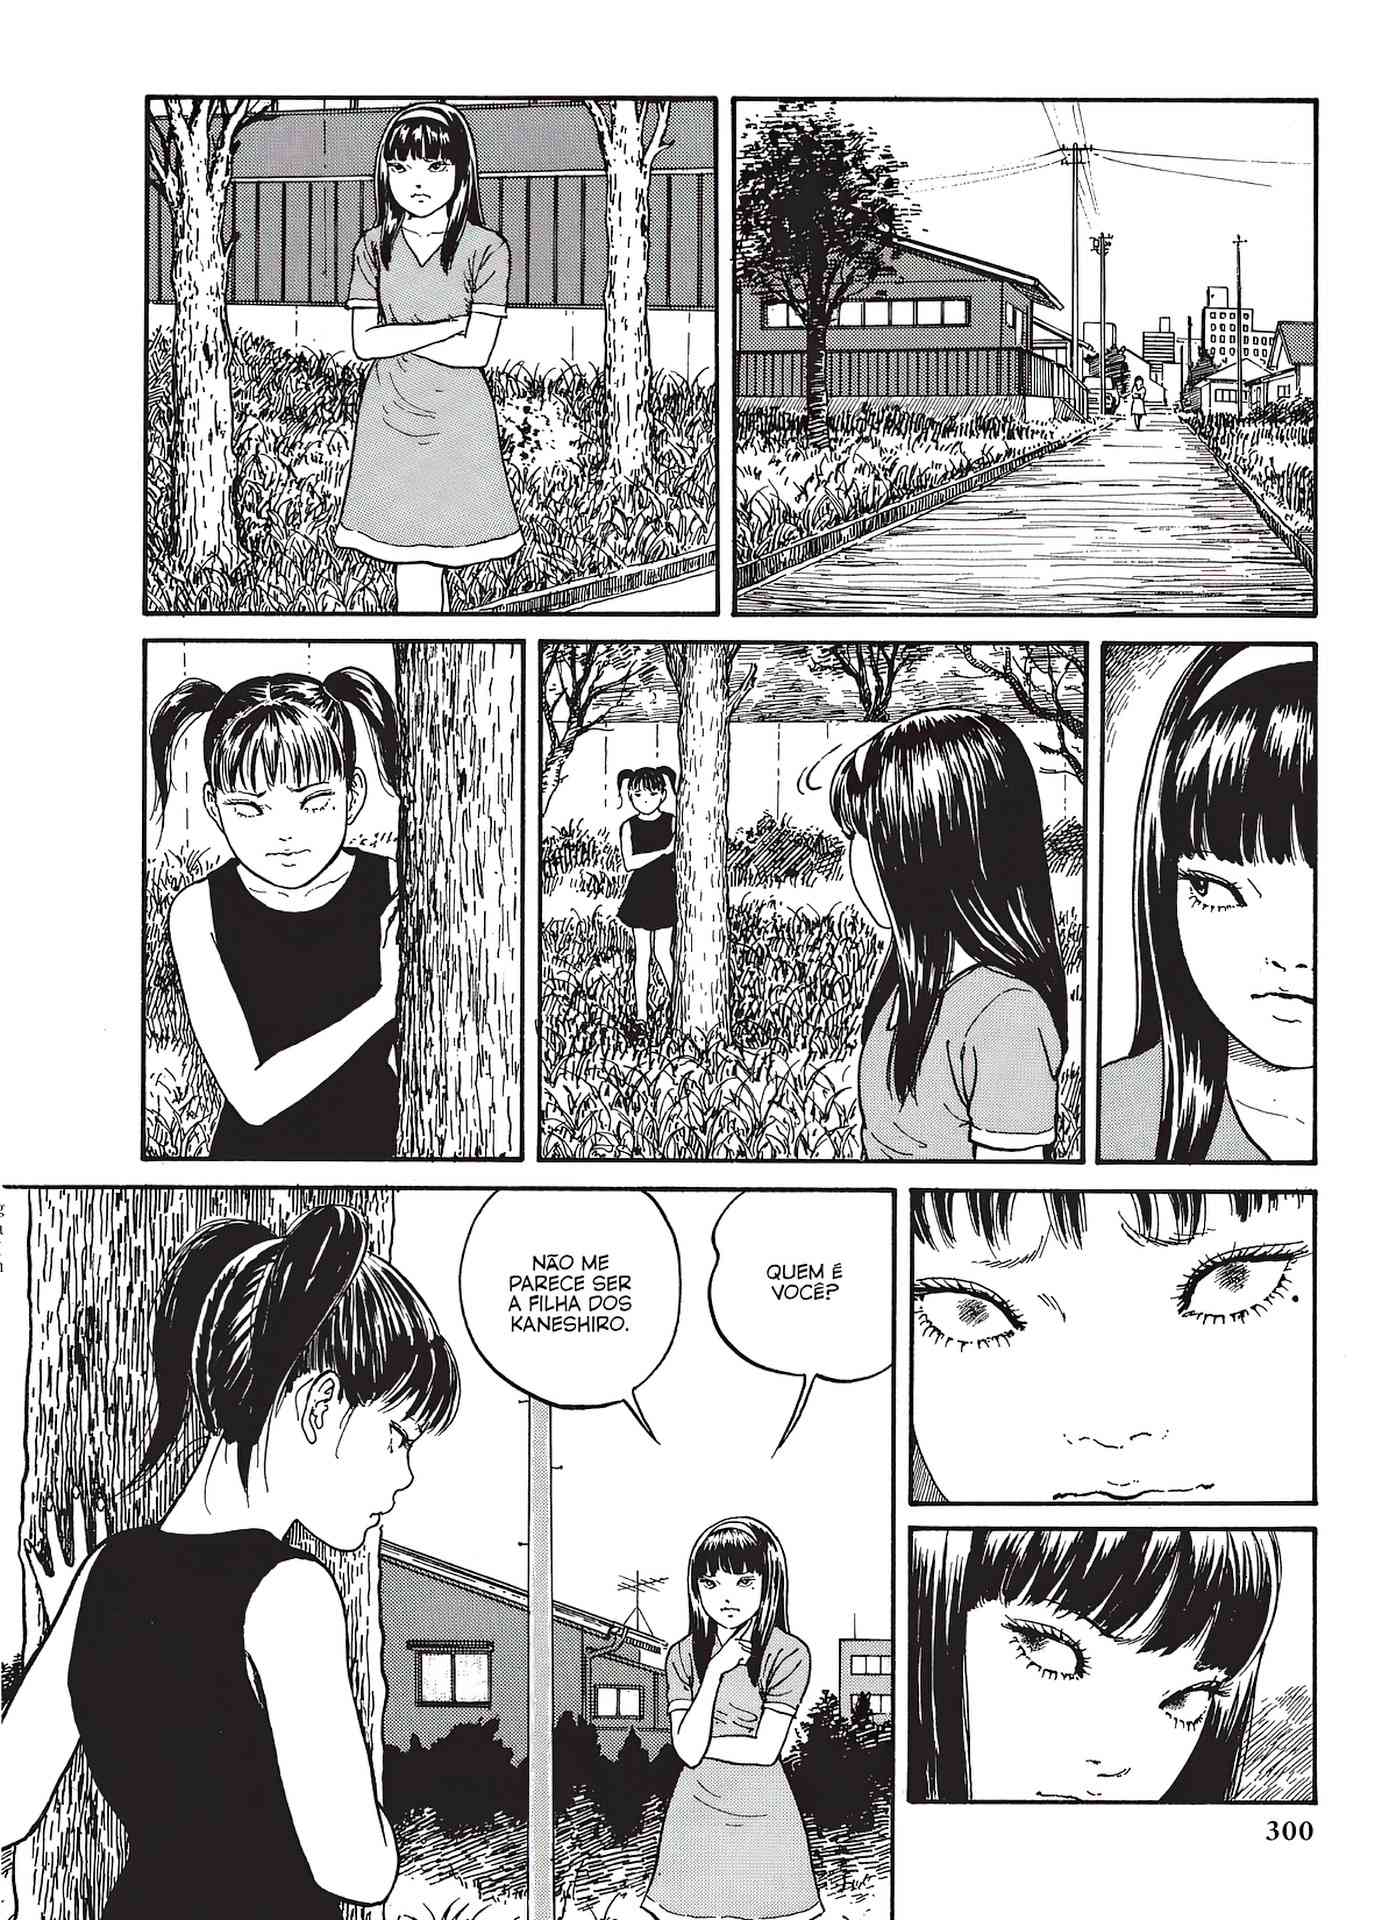 QUEM É
VOCÊ?
NÃO ME
PARECE SER
A FILHA DOS
KANESHIRO.
300